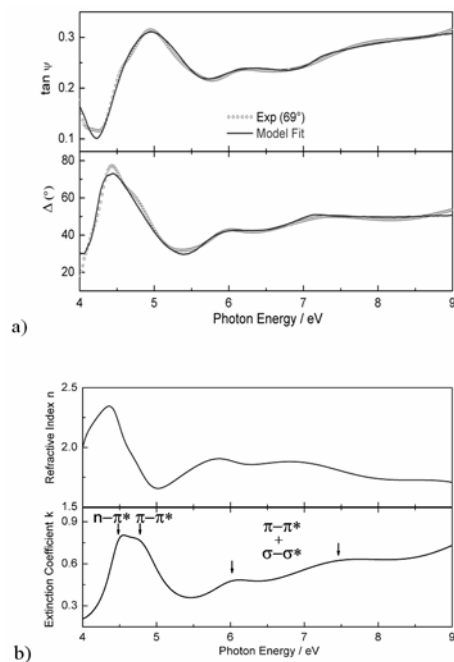 tan ψ
0.3
0.2
0.1
Exp (69°)
Model Fit
Δ (°)
80
60
40
20
4 5 6 7 8 9
Photon Energy / eV
a)
Refractive Index n
2.5
2.0
1.5
Extinction Coefficient k
0.9
0.6
0.3
n–π* π–π*
π–π*
+
σ–σ*
4 5 6 7 8 9
Photon Energy / eV
b)